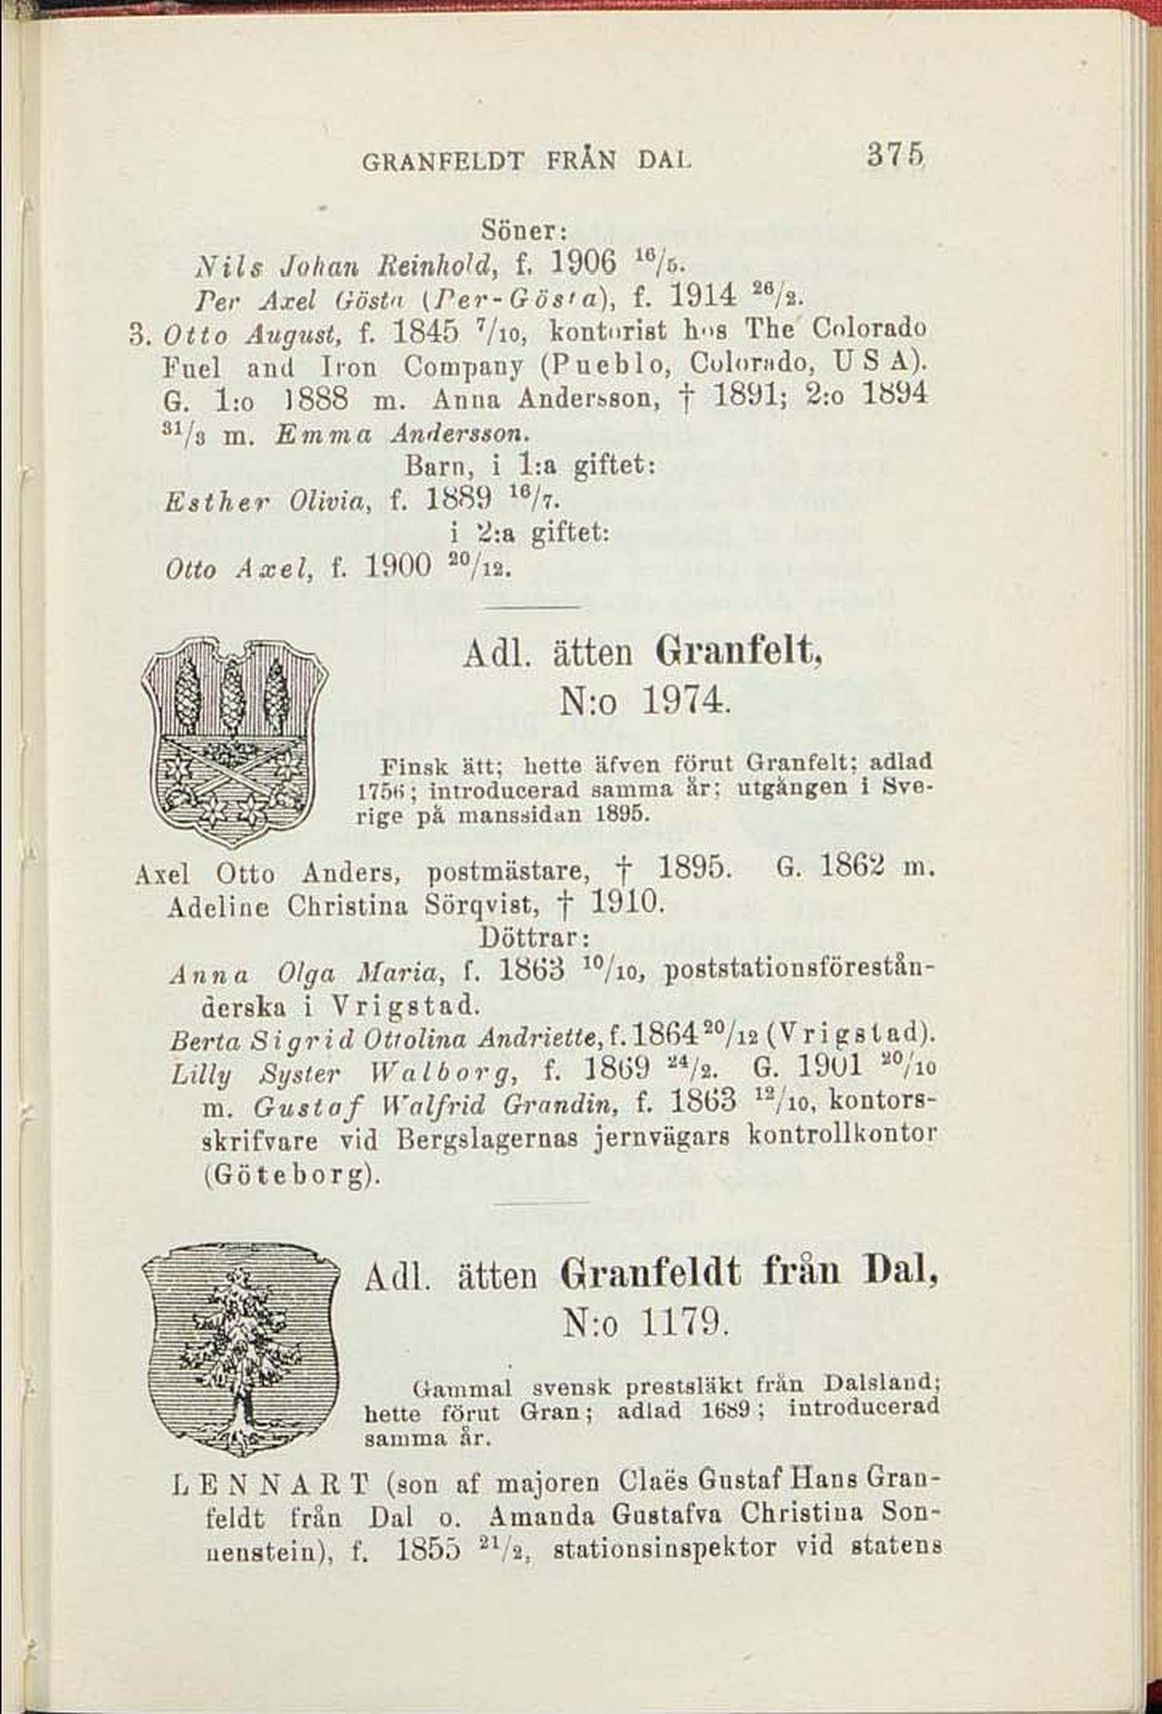 GRANFELDT FRÅN DAL 375
Söner:
Nils Johan Reinhold, f. 1906 16/5.
Per Axel Gösta (Per-Gösta), f. 1914 26/2.
3. Otto August, f. 1845 7/10, kontorist hos The Colorado
Fuel and Iron Company (Pueblo, Colorado, U S A).
G. 1:o 1888 m. Anna Andersson, † 1891; 2:o 1894
31/3 m. Emma Andersson.
Barn, i 1:a giftet:
Esther Olivia, f. 1889 16/7.
i 2:a giftet:
Otto Axel, f. 1900 20/12.
Adl. ätten Granfelt,
N:o 1974.
Finsk ätt; hette äfven förut Granfelt; adlad
1756; introducerad samma år; utgången i Sve-
rige på manssidan 1895.
Axel Otto Anders, postmästare, † 1895. G. 1862 m.
Adeline Christina Sörqvist, † 1910.
Döttrar:
Anna Olga Maria, f. 1863 10/10, poststationsförestån-
derska i Vrigstad.
Berta Sigrid Ottolina Andriette, f. 1864 20/12 (Vrigstad).
Lilly Syster Walborg, f. 1869 24/2. G. 1901 20/10
m. Gustaf Walfrid Grandin, f. 1863 12/10, kontors-
skrifvare vid Bergslagernas jernvägars kontrollkontor
(Göteborg).
Adl. ätten Granfeldt från Dal,
N:o 1179.
Gammal svensk prestsläkt från Dalsland;
hette förut Gran; adlad 1689; introducerad
samma år.
LENNART (son af majoren Claës Gustaf Hans Gran-
feldt från Dal o. Amanda Gustafva Christina Son-
nenstein), f. 1855 21/2, stationsinspektor vid statens